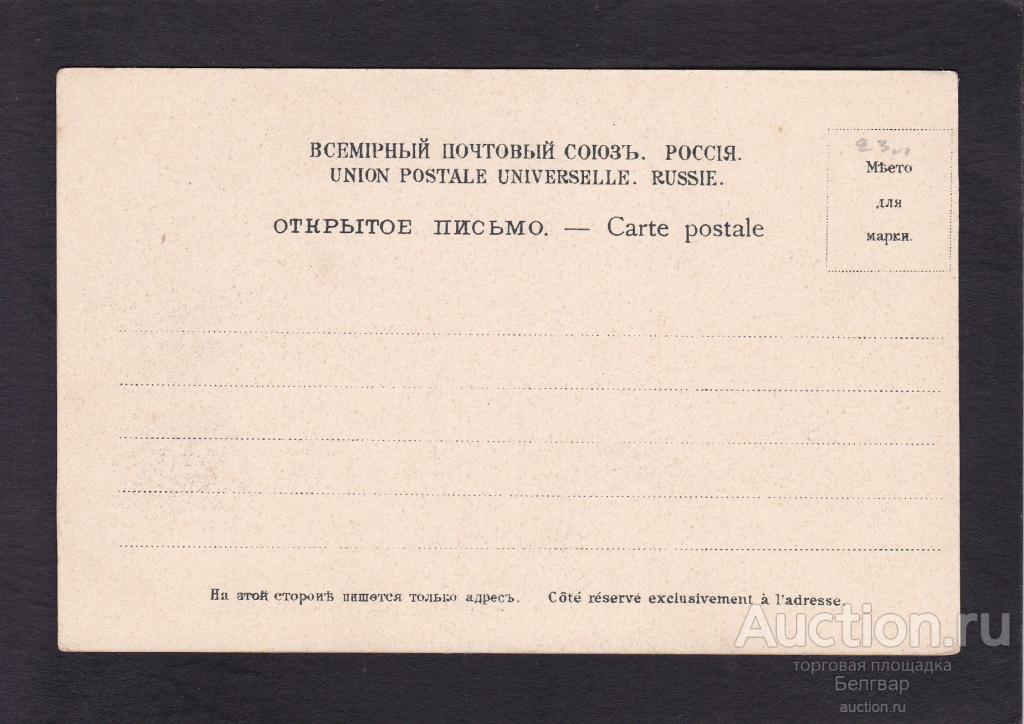 ВСЕМІРНЫЙ ПОЧТОВЫЙ СОЮЗЪ. РОССІЯ.
UNION POSTALE UNIVERSELLE. RUSSIE.
ОТКРЫТОЕ ПИСЬМО. — Carte postale
Мѣсто
для
марки.
На этой сторонѣ пишется только адресъ. Côté réservé exclusivement à l'adresse.
Auction.ru
торговая площадка
Белгвар
auction.ru